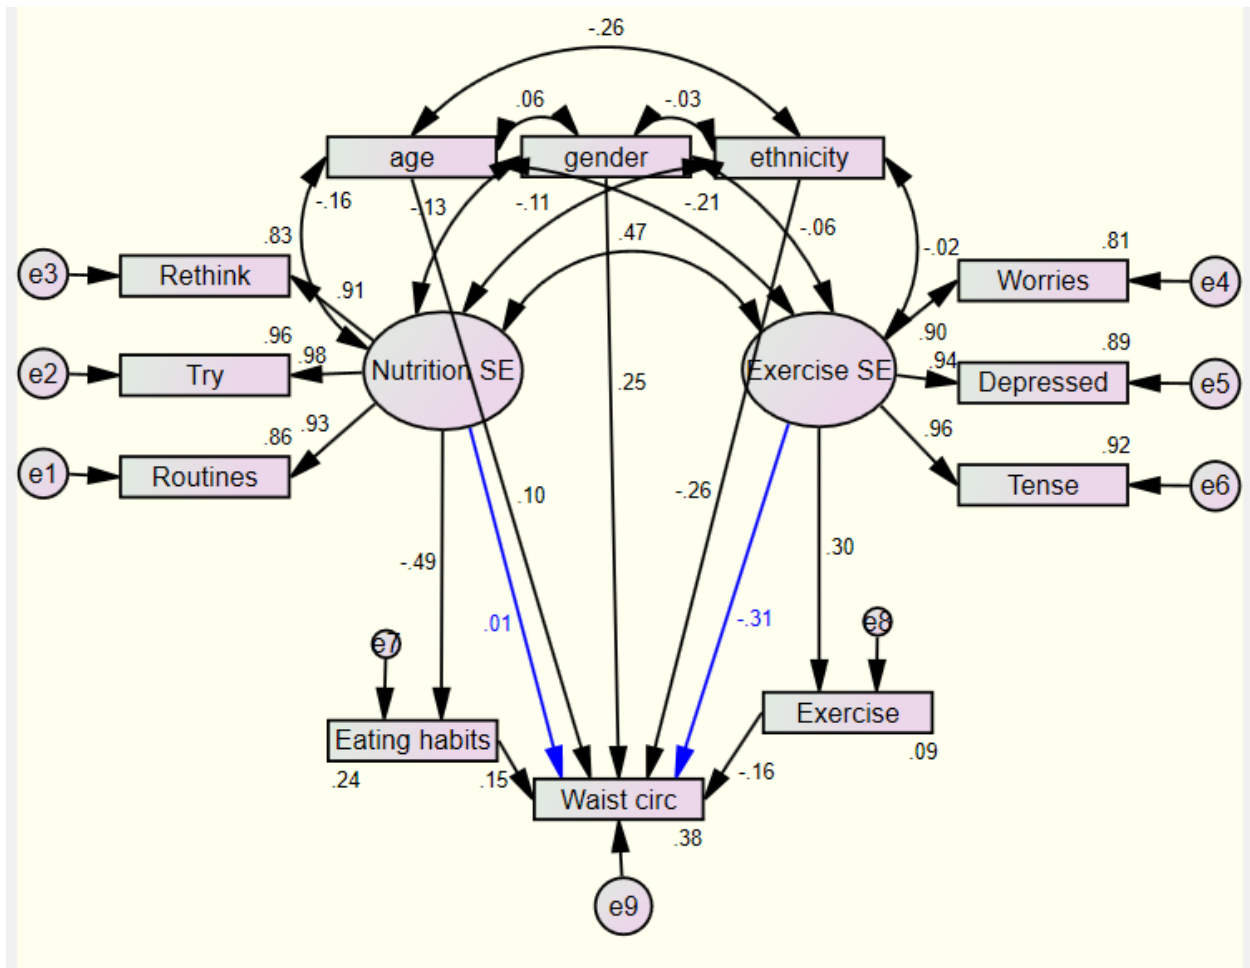 -.26
.06
-.03
age
gender
ethnicity
-.16
-.13
-.11
-.21
-.06
.47
-.02
.83
.81
e3
Rethink
Worries
e4
.91
.90
.96
.98
.94
.89
e2
Try
Nutrition SE
.25
Exercise SE
Depressed
e5
.86
.93
.96
.92
e1
Routines
Tense
e6
.10
-.26
-.49
.30
.01
-.31
e7
e8
Eating habits
Exercise
.24
.15
-.16
.09
Waist circ
.38
e9